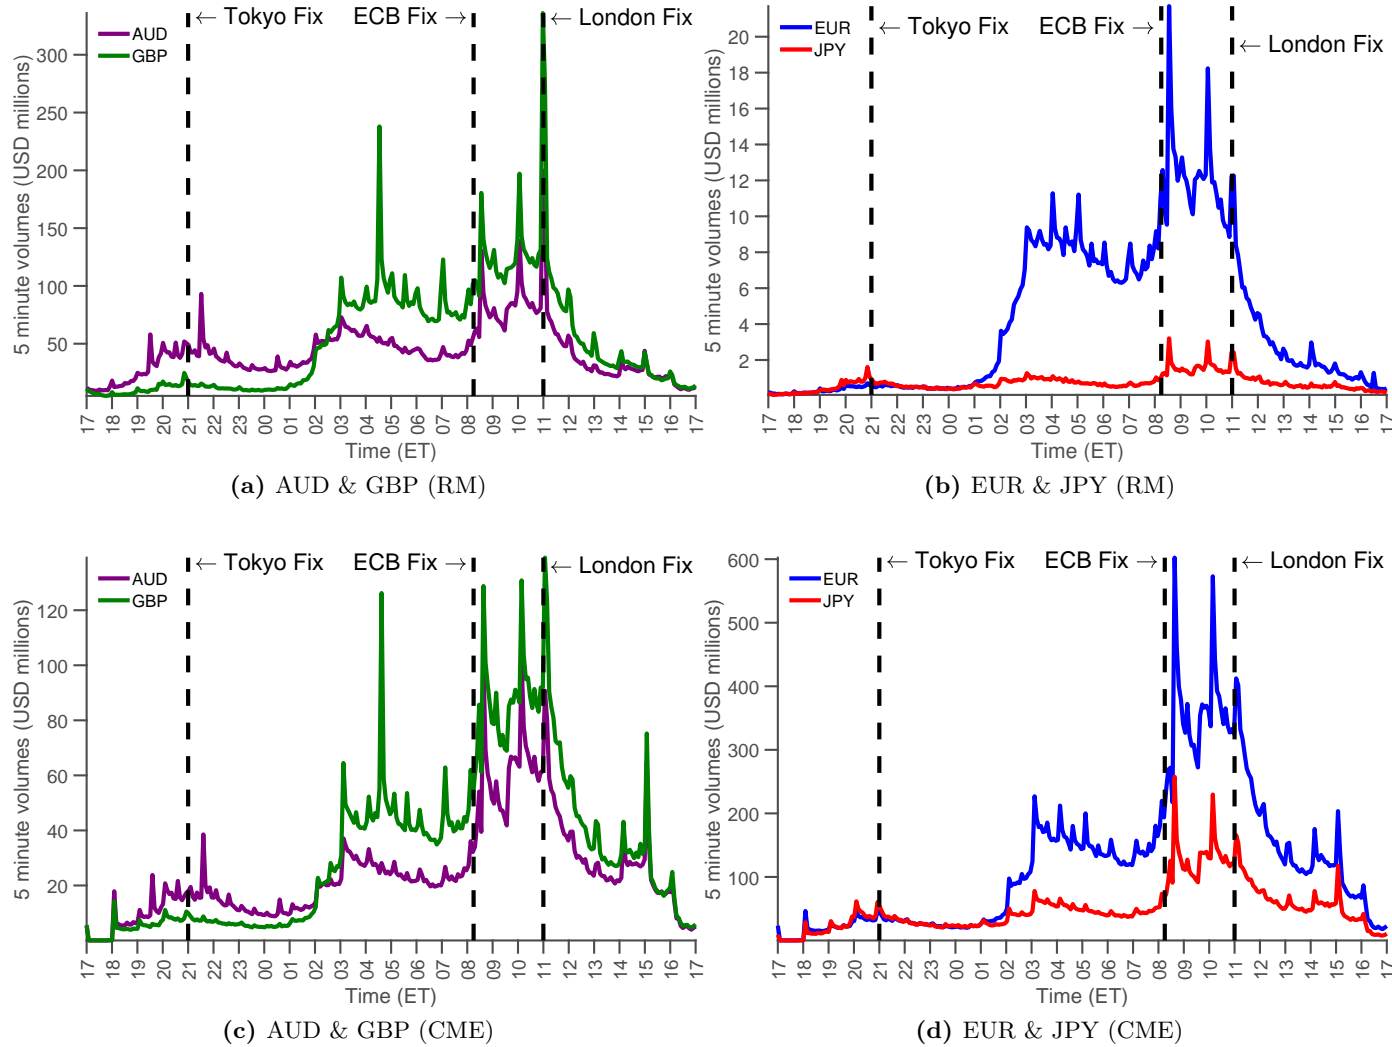 ← Tokyo Fix ECB Fix → ← London Fix
AUD
GBP
5 minute volumes (USD millions)
300
250
200
150
100
50
17 18 19 20 21 22 23 00 01 02 03 04 05 06 07 08 09 10 11 12 13 14 15 16 17
Time (ET)
(a) AUD & GBP (RM)
← Tokyo Fix ECB Fix → ← London Fix
EUR
JPY
5 minute volumes (USD millions)
20
18
16
14
12
10
8
6
4
2
17 18 19 20 21 22 23 00 01 02 03 04 05 06 07 08 09 10 11 12 13 14 15 16 17
Time (ET)
(b) EUR & JPY (RM)
← Tokyo Fix ECB Fix → ← London Fix
AUD
GBP
5 minute volumes (USD millions)
120
100
80
60
40
20
17 18 19 20 21 22 23 00 01 02 03 04 05 06 07 08 09 10 11 12 13 14 15 16 17
Time (ET)
(c) AUD & GBP (CME)
← Tokyo Fix ECB Fix → ← London Fix
EUR
JPY
5 minute volumes (USD millions)
600
500
400
300
200
100
17 18 19 20 21 22 23 00 01 02 03 04 05 06 07 08 09 10 11 12 13 14 15 16 17
Time (ET)
(d) EUR & JPY (CME)